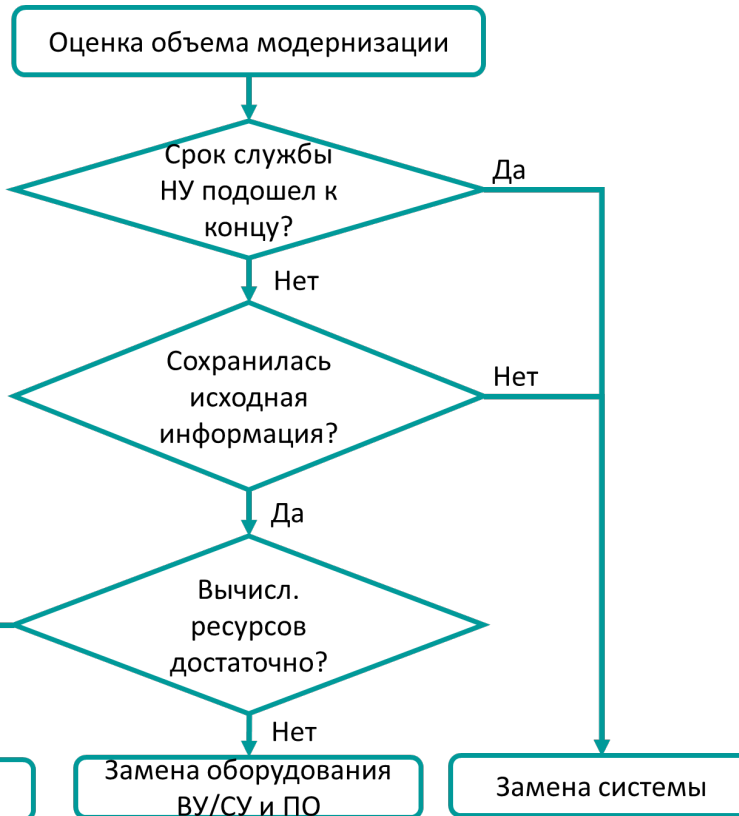 Оценка объема модернизации
Срок службы
НУ подошел к
концу?
Да
Нет
Сохранилась
исходная
информация?
Нет
Да
Вычисл.
ресурсов
достаточно?
Нет
Замена оборудования
ВУ/СУ и ПО
Замена системы